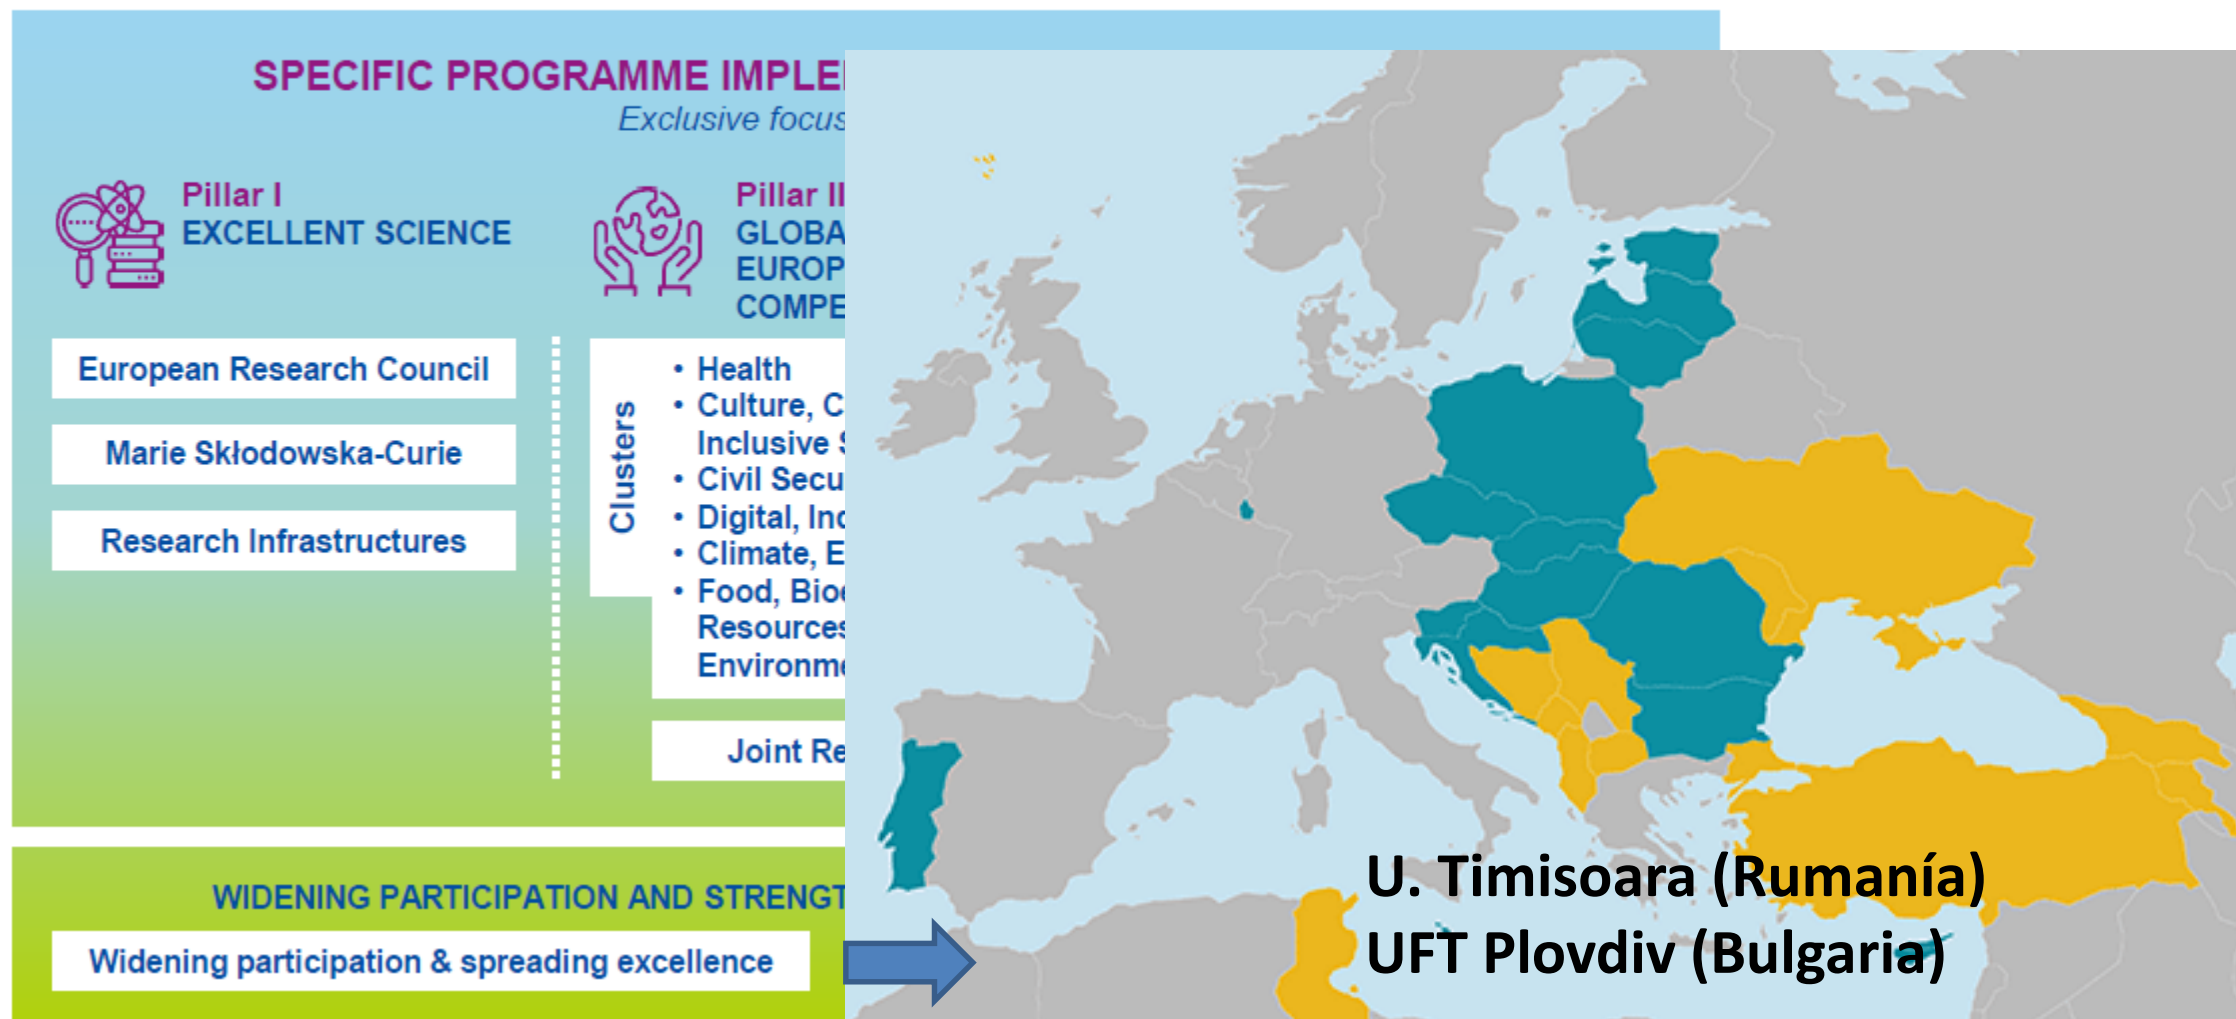 SPECIFIC PROGRAMME IMPLE
Exclusive focus
Pillar I
EXCELLENT SCIENCE
European Research Council
Marie Skłodowska-Curie
Research Infrastructures
Pillar II
GLOBA
EUROP
COMPE
Clusters
• Health
• Culture, C
Inclusive S
• Civil Secu
• Digital, Ind
• Climate, E
• Food, Bioe
Resources
Environme
Joint Re
WIDENING PARTICIPATION AND STRENGT
Widening participation & spreading excellence
U. Timisoara (Rumanía)
UFT Plovdiv (Bulgaria)